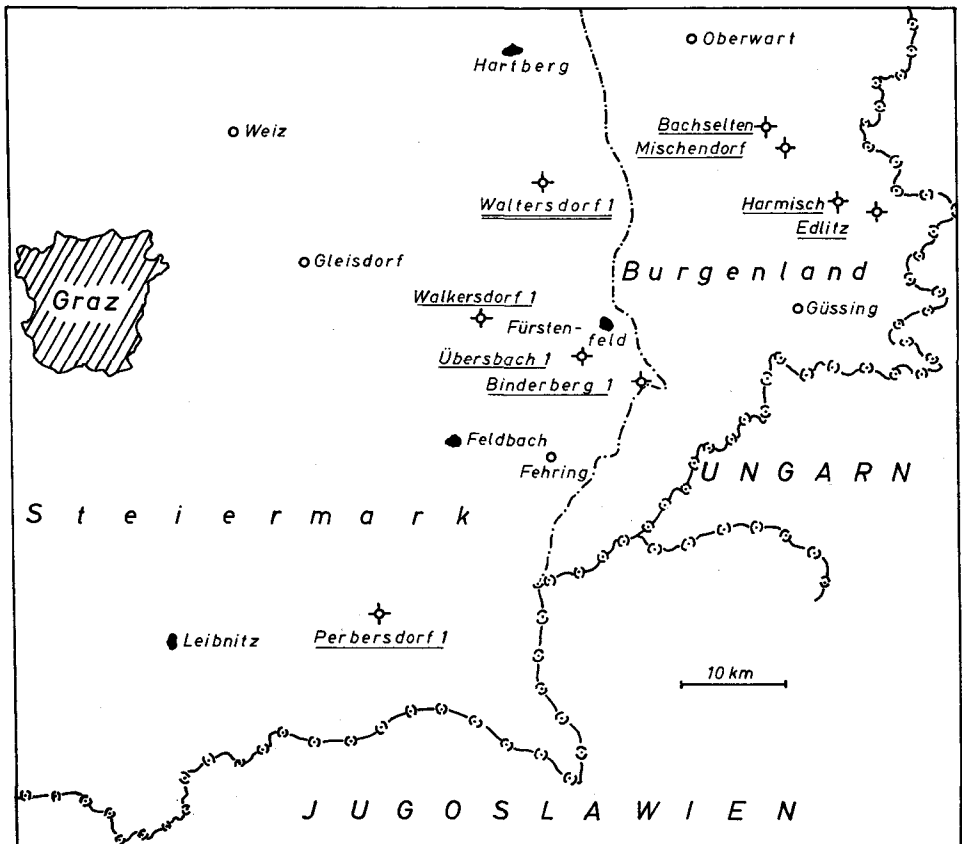 Oberwart
Hartberg
Weiz
Bachselten
Mischendorf
Waltersdorf 1
Harmisch
Edlitz
Gleisdorf
Burgenland
Graz
Walkersdorf 1
Güssing
Fürsten-
feld
Übersbach 1
Binderberg 1
Feldbach
Fehring
UNGARN
Steiermark
Leibnitz
Perbersdorf 1
10 km
JUGOSLAWIEN